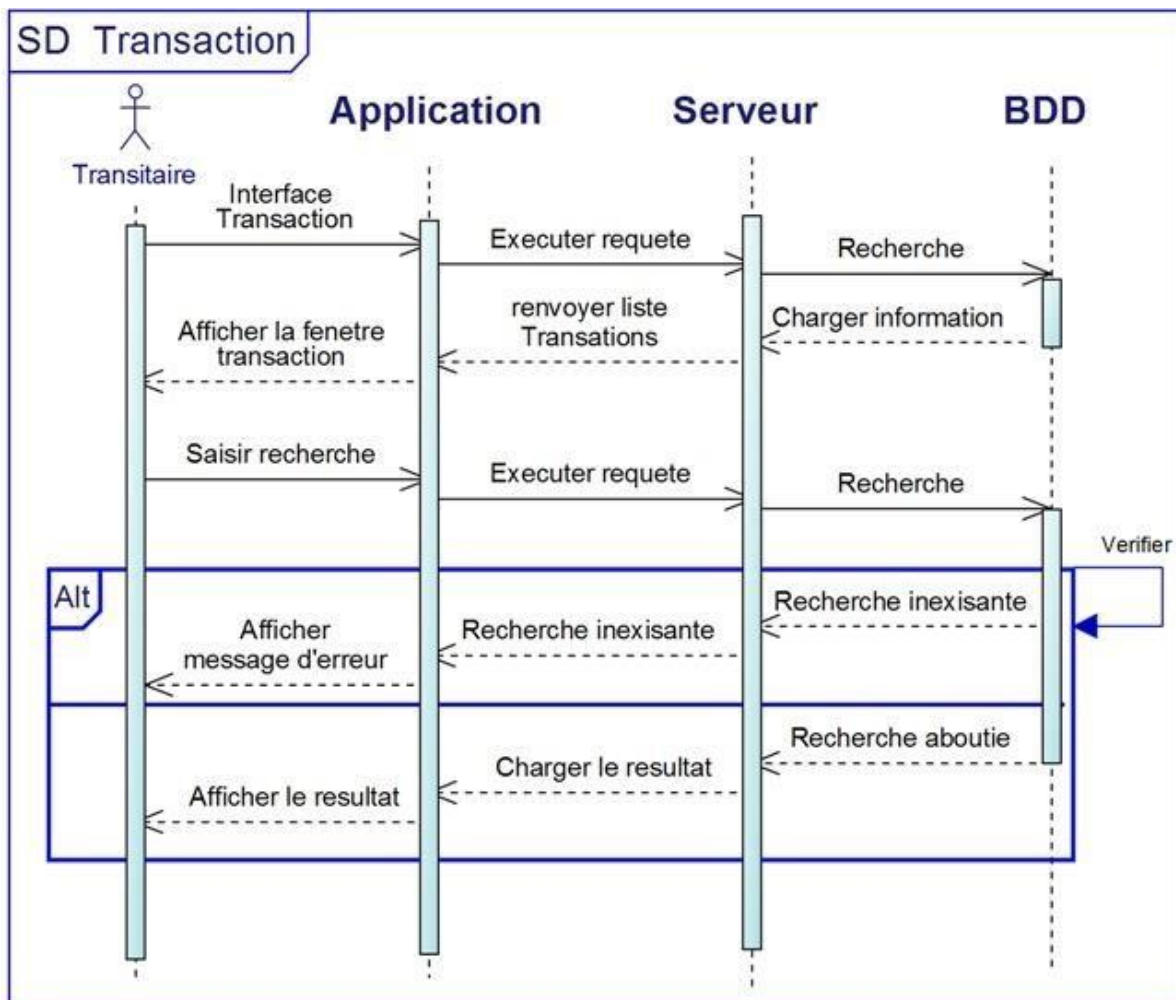 SD Transaction
Application
Serveur
BDD
Transitaire
Interface
Transaction
Executer requete
Recherche
Charger information
renvoyer liste
Transations
Afficher la fenetre
transaction
Saisir recherche
Executer requete
Recherche
Verifier
Alt
Recherche inexisante
Recherche inexisante
Afficher
message d'erreur
Recherche aboutie
Charger le resultat
Afficher le resultat